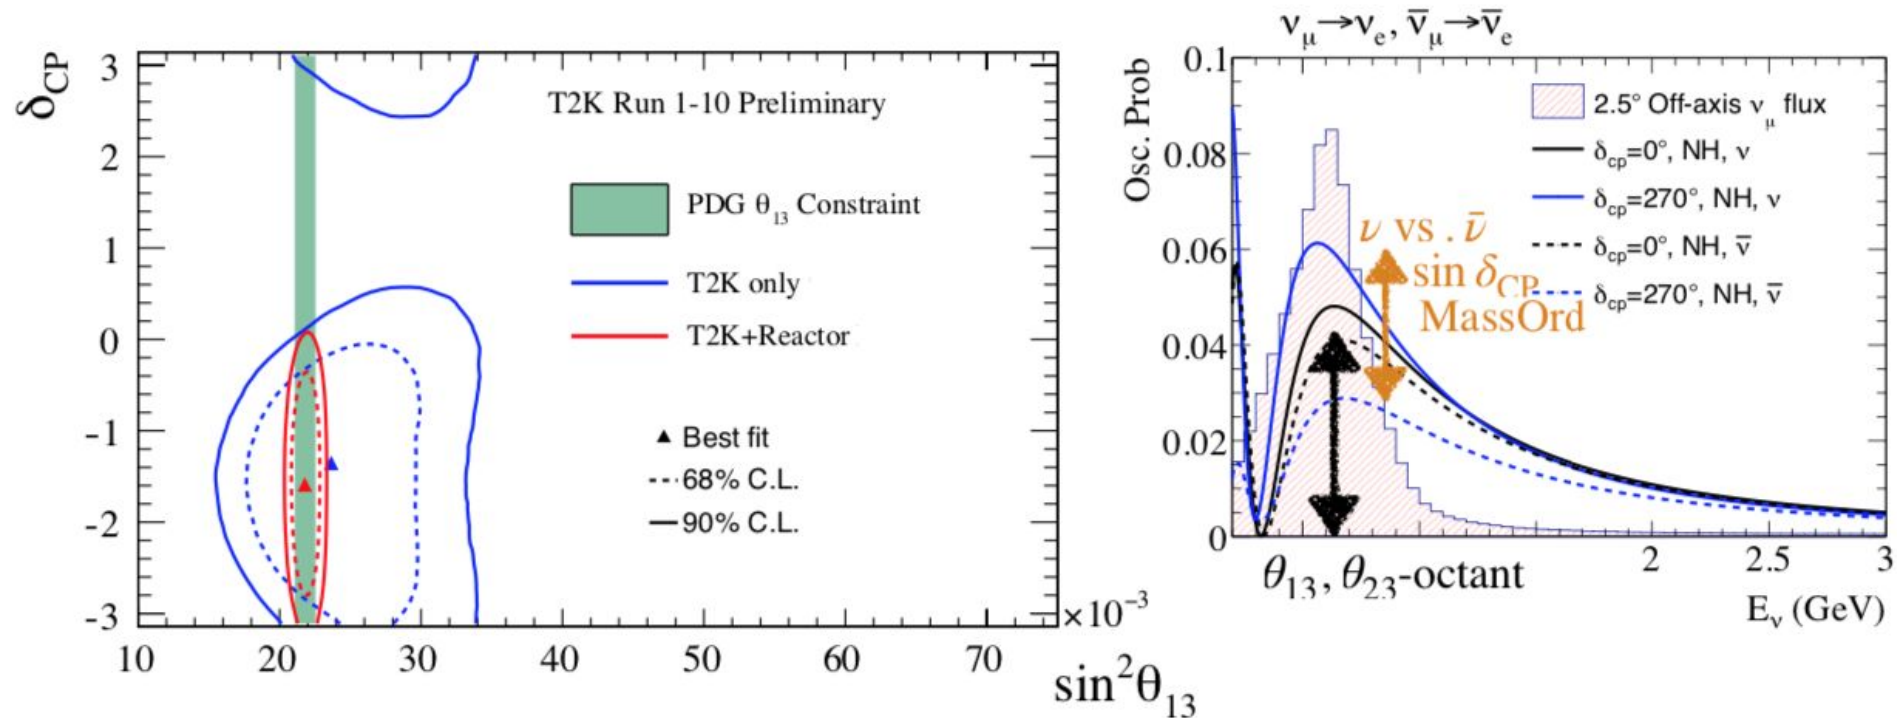 δCP
3
2
1
0
-1
-2
-3
10 20 30 40 50 60 70
×10⁻³
sin²θ₁₃
T2K Run 1-10 Preliminary
PDG θ₁₃ Constraint
T2K only
T2K+Reactor
Best fit
68% C.L.
90% C.L.
νμ→νe, ν̄μ→ν̄e
Osc. Prob
0.1
0.08
0.06
0.04
0.02
0
2.5° Off-axis νμ flux
δcp=0°, NH, ν
δcp=270°, NH, ν
δcp=0°, NH, ν̄
δcp=270°, NH, ν̄
ν vs. ν̄
sin δCP
MassOrd
θ₁₃, θ₂₃-octant
2 2.5 3
Eν (GeV)